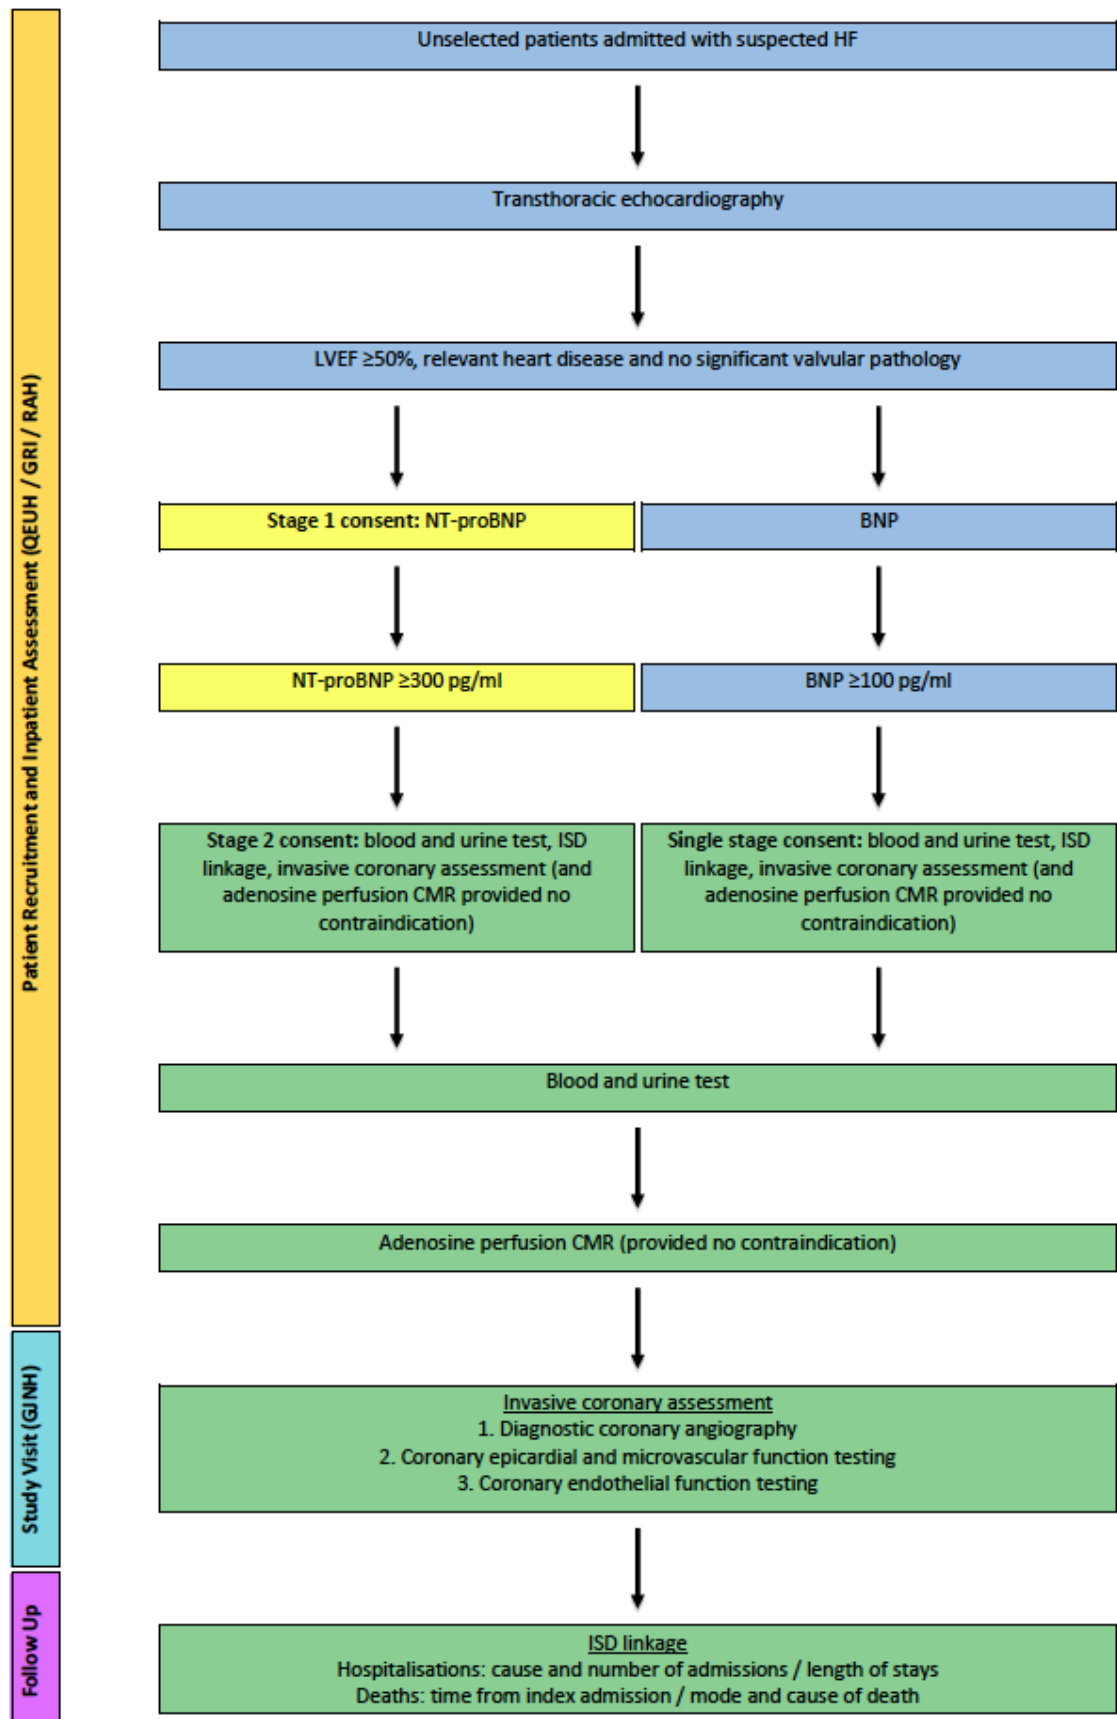 Unselected patients admitted with suspected HF
Transthoracic echocardiography
LVEF ≥50%, relevant heart disease and no significant valvular pathology
Stage 1 consent: NT-proBNP
BNP
NT-proBNP ≥300 pg/ml
BNP ≥100 pg/ml
Stage 2 consent: blood and urine test, ISD
linkage, invasive coronary assessment (and
adenosine perfusion CMR provided no
contraindication)
Single stage consent: blood and urine test, ISD
linkage, invasive coronary assessment (and
adenosine perfusion CMR provided no
contraindication)
Blood and urine test
Adenosine perfusion CMR (provided no contraindication)
Patient Recruitment and Inpatient Assessment (QEUH / GRI / RAH)
Invasive coronary assessment
1. Diagnostic coronary angiography
2. Coronary epicardial and microvascular function testing
3. Coronary endothelial function testing
Study Visit (GJNH)
ISD linkage
Hospitalisations: cause and number of admissions / length of stays
Deaths: time from index admission / mode and cause of death
Follow Up